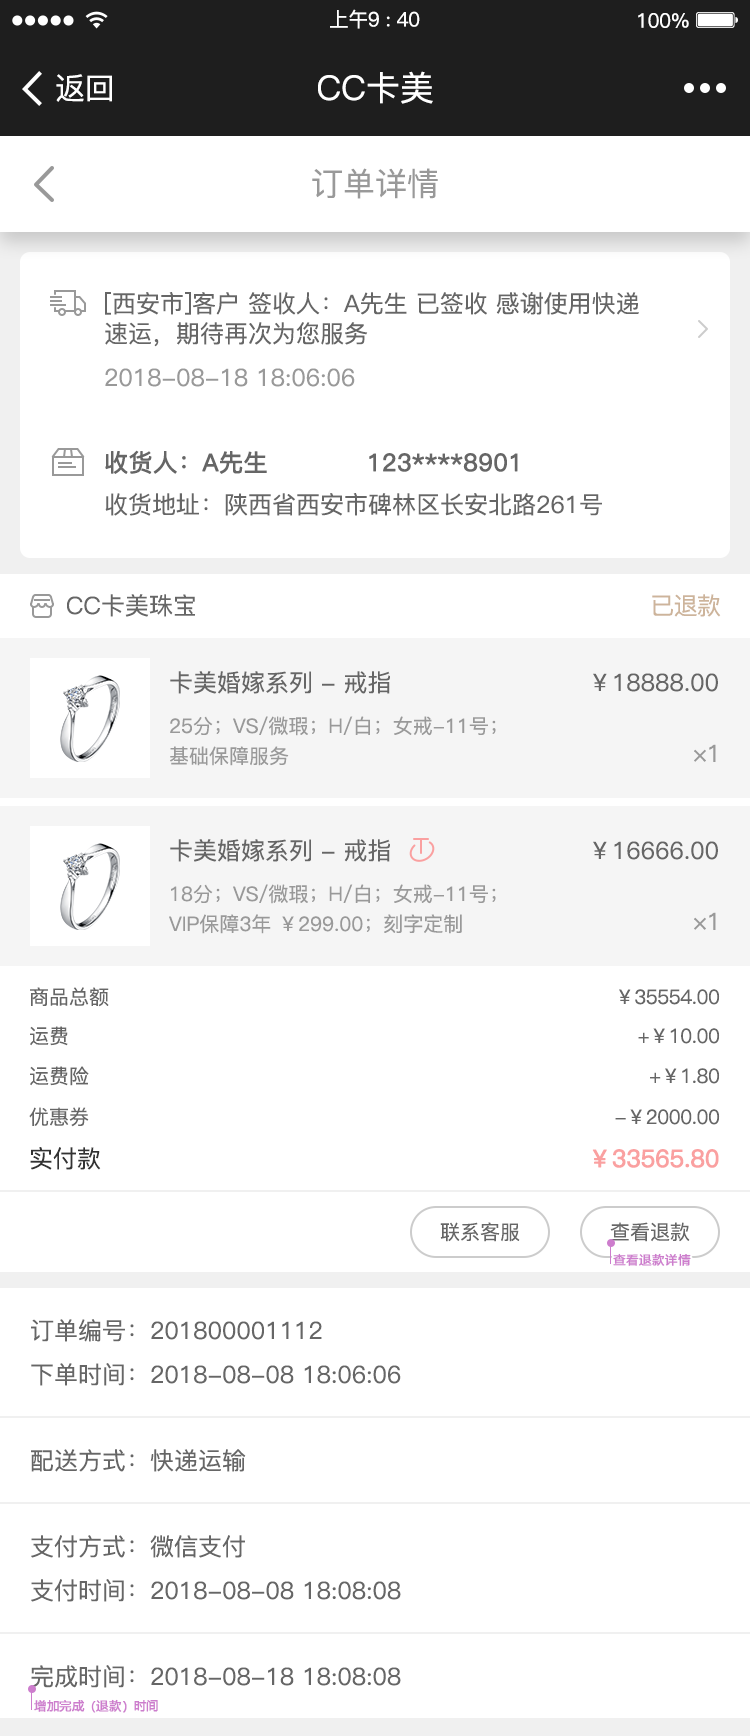 上午9 : 40
100%
返回
CC卡美
订单详情
[西安市]客户 签收人：A先生 已签收 感谢使用快递
速运，期待再次为您服务
2018-08-18 18:06:06
收货人：A先生 123****8901
收货地址：陕西省西安市碑林区长安北路261号
CC卡美珠宝 已退款
卡美婚嫁系列 - 戒指 ¥18888.00
25分；VS/微瑕；H/白；女戒-11号；
基础保障服务 ×1
卡美婚嫁系列 - 戒指 ¥16666.00
18分；VS/微瑕；H/白；女戒-11号；
VIP保障3年 ¥299.00；刻字定制 ×1
商品总额 ¥35554.00
运费 +¥10.00
运费险 +¥1.80
优惠券 -¥2000.00
实付款 ¥33565.80
联系客服 查看退款
查看退款详情
订单编号：201800001112
下单时间：2018-08-08 18:06:06
配送方式：快递运输
支付方式：微信支付
支付时间：2018-08-08 18:08:08
完成时间：2018-08-18 18:08:08
增加完成（退款）时间